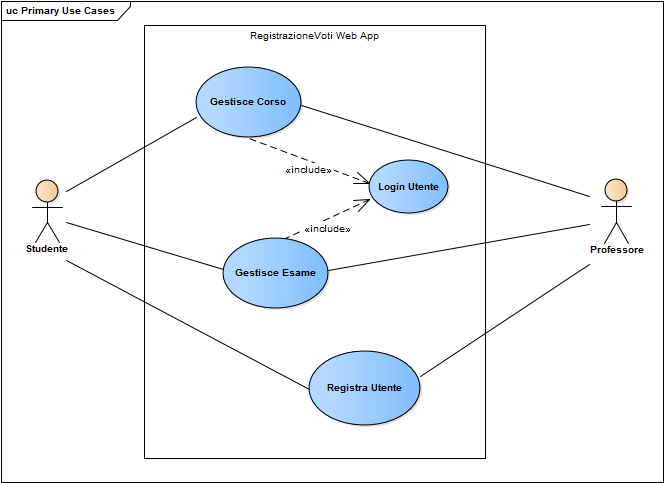 uc Primary Use Cases
RegistrazioneVoti Web App
Gestisce Corso
«include»
Login Utente
«include»
Studente
Professore
Gestisce Esame
Registra Utente